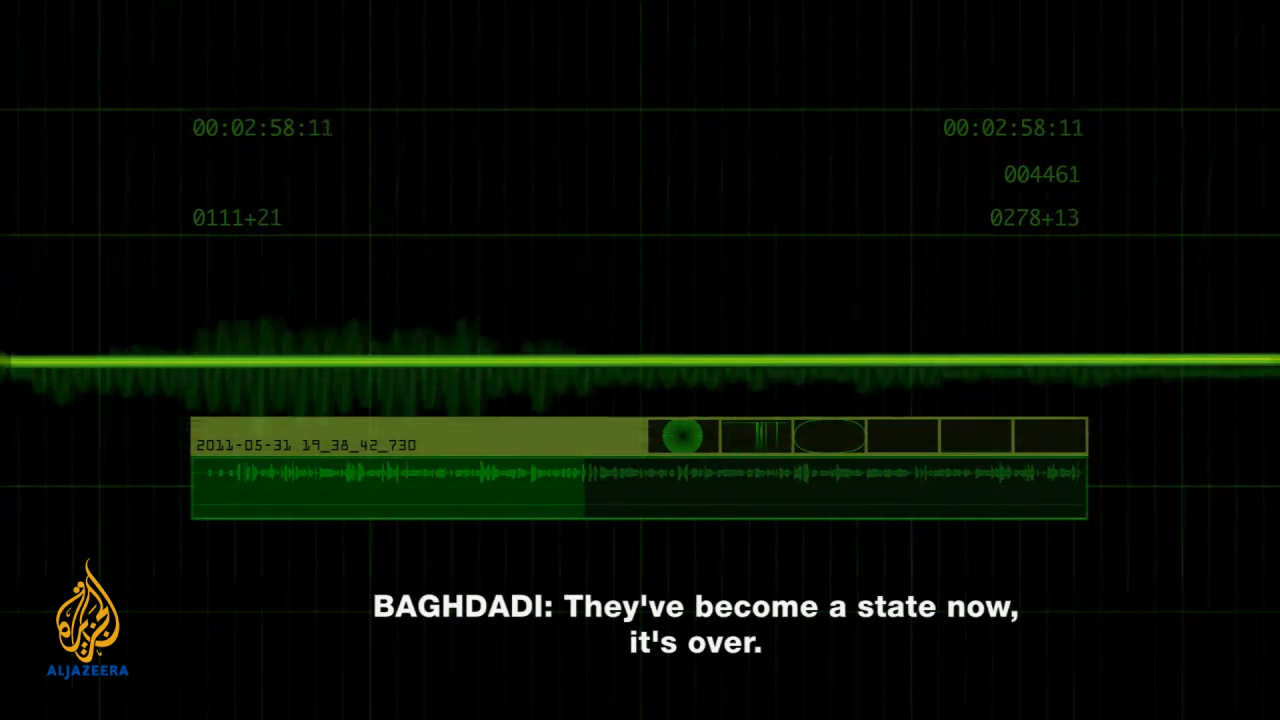 00:02:58:11
00:02:58:11
004461
0111+21
0278+13
2011-05-31 19_38_42_730
BAGHDADI: They've become a state now,
it's over.
الجزيرة
ALJAZEERA